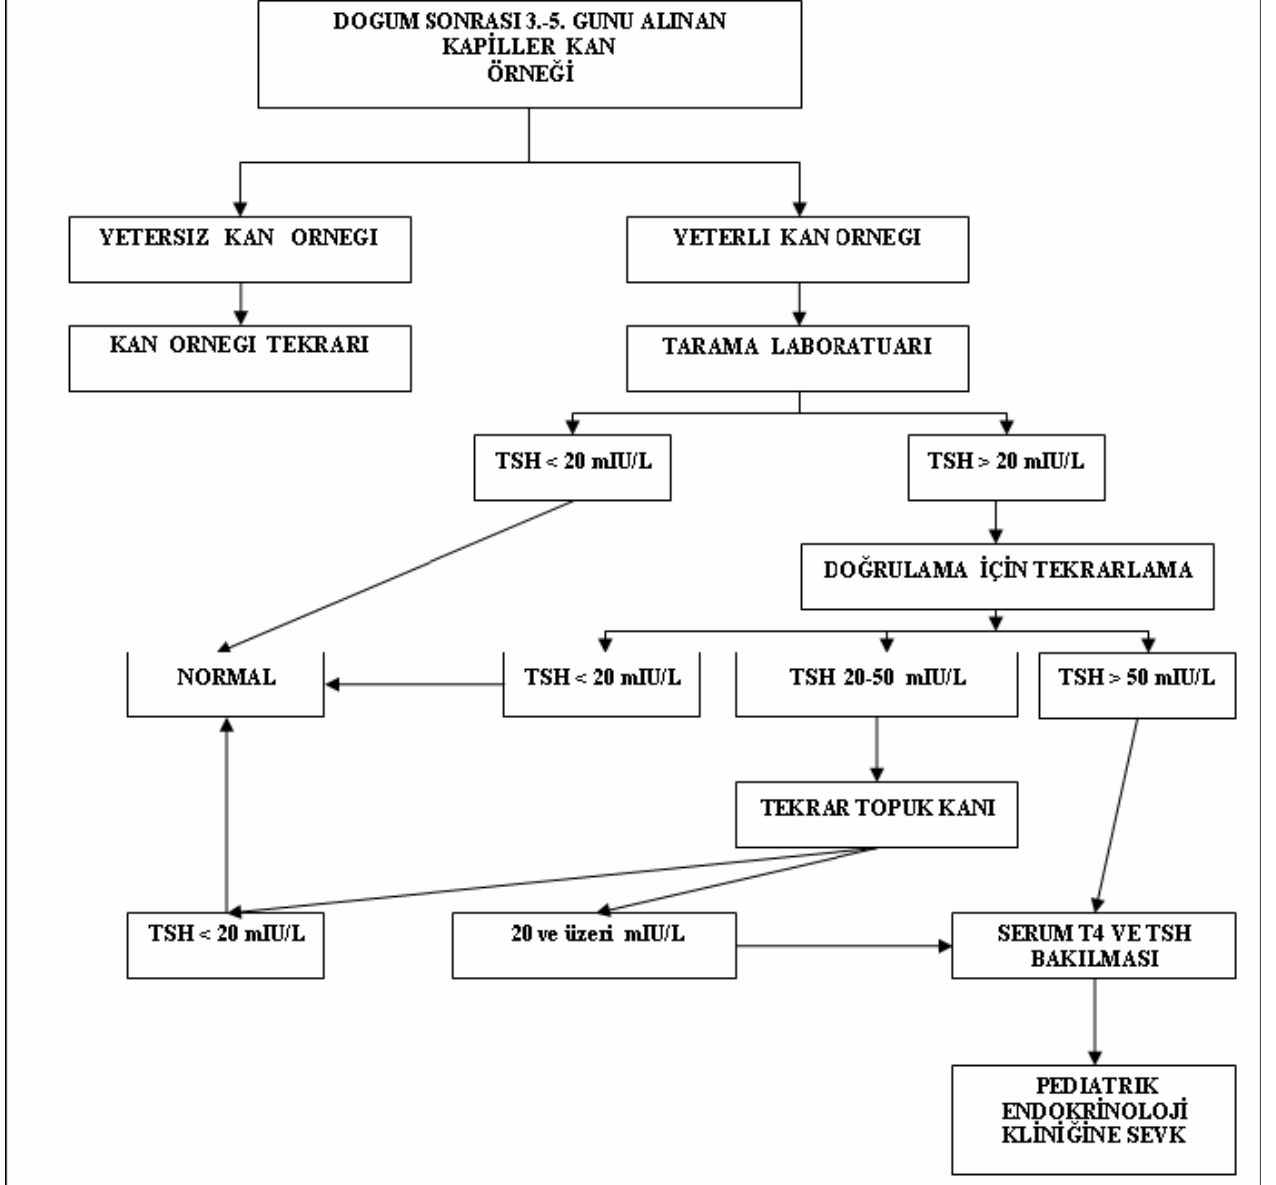 DOGUM SONRASI 3.-5. GUNU ALINAN
KAPİLLER KAN
ÖRNEĞİ
YETERSIZ KAN ORNEGI
YETERLI KAN ORNEGI
KAN ORNEGI TEKRARI
TARAMA LABORATUARI
TSH < 20 mIU/L
TSH > 20 mIU/L
DOĞRULAMA İÇİN TEKRARLAMA
NORMAL
TSH < 20 mIU/L
TSH 20-50 mIU/L
TSH > 50 mIU/L
TEKRAR TOPUK KANI
TSH < 20 mIU/L
20 ve üzeri mIU/L
SERUM T4 VE TSH
BAKILMASI
PEDIATRIK
ENDOKRİNOLOJİ
KLİNİĞİNE SEVK